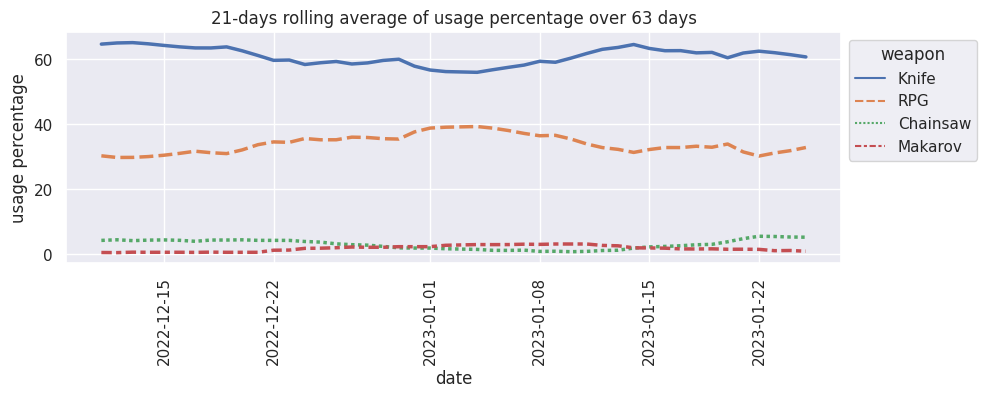 21-days rolling average of usage percentage over 63 days
usage percentage
60
40
20
0
2022-12-15
2022-12-22
2023-01-01
2023-01-08
2023-01-15
2023-01-22
date
weapon
Knife
RPG
Chainsaw
Makarov